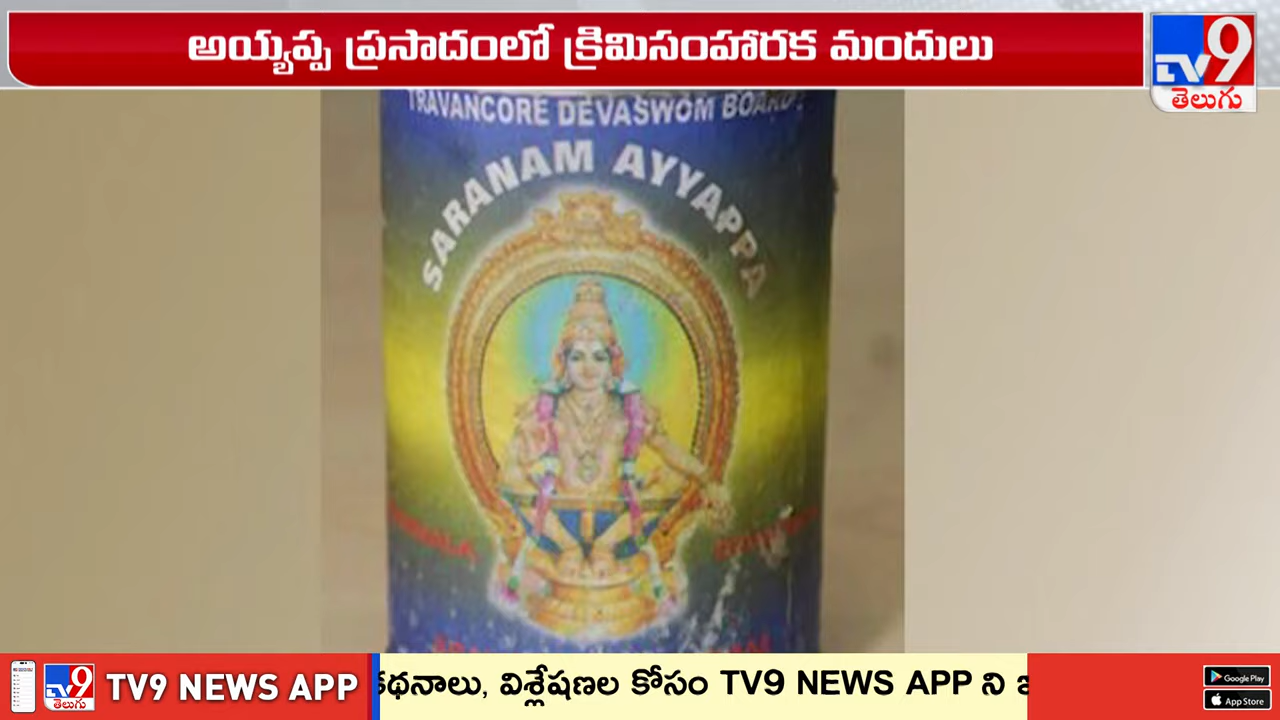 అయ్యప్ప ప్రసాదంలో క్రిమిసంహారక మందులు
TV9
తెలుగు
TRAVANCORE DEVASWOM BOARD
SARANAM AYYAPPA
TV9
తెలుగు
TV9 NEWS APP
కథనాలు, విశ్లేషణల కోసం TV9 NEWS APP ని
Google Play
App Store